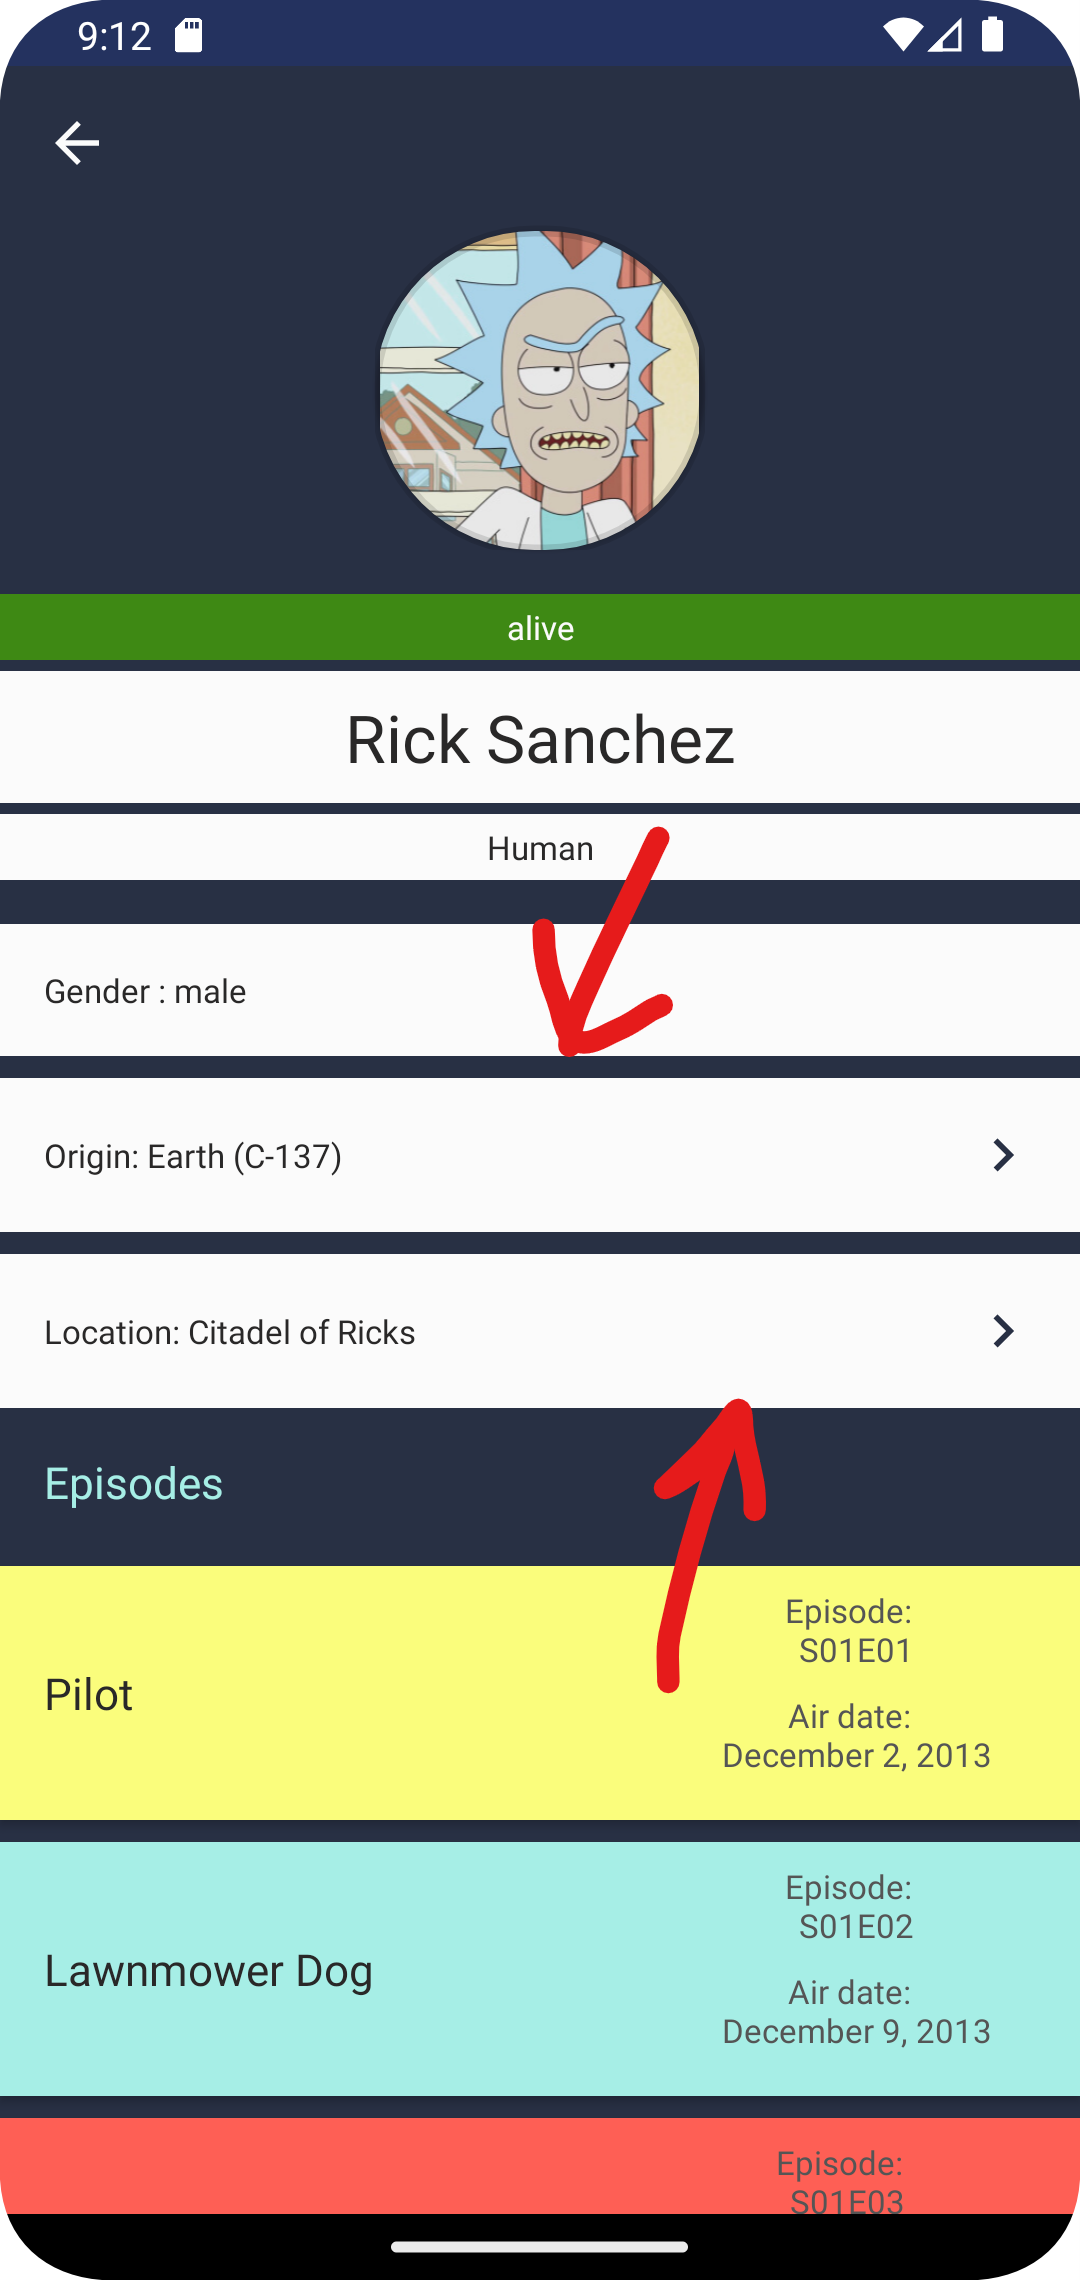 9:12
alive
Rick Sanchez
Human
Gender : male
Origin: Earth (C-137)
Location: Citadel of Ricks
Episodes
Pilot
Episode:
S01E01
Air date:
December 2, 2013
Lawnmower Dog
Episode:
S01E02
Air date:
December 9, 2013
Episode:
S01E03